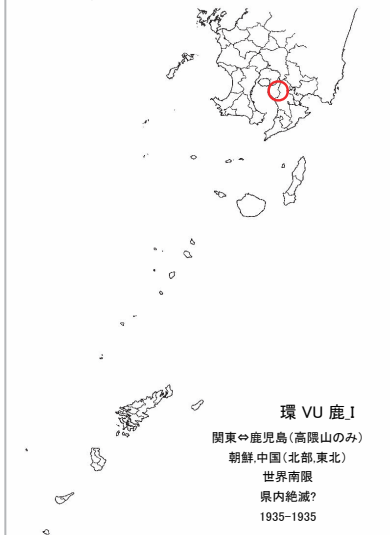 環 VU 鹿_I
関東⇔鹿児島(高隈山のみ)
朝鮮,中国(北部,東北)
世界南限
県内絶滅?
1935-1935